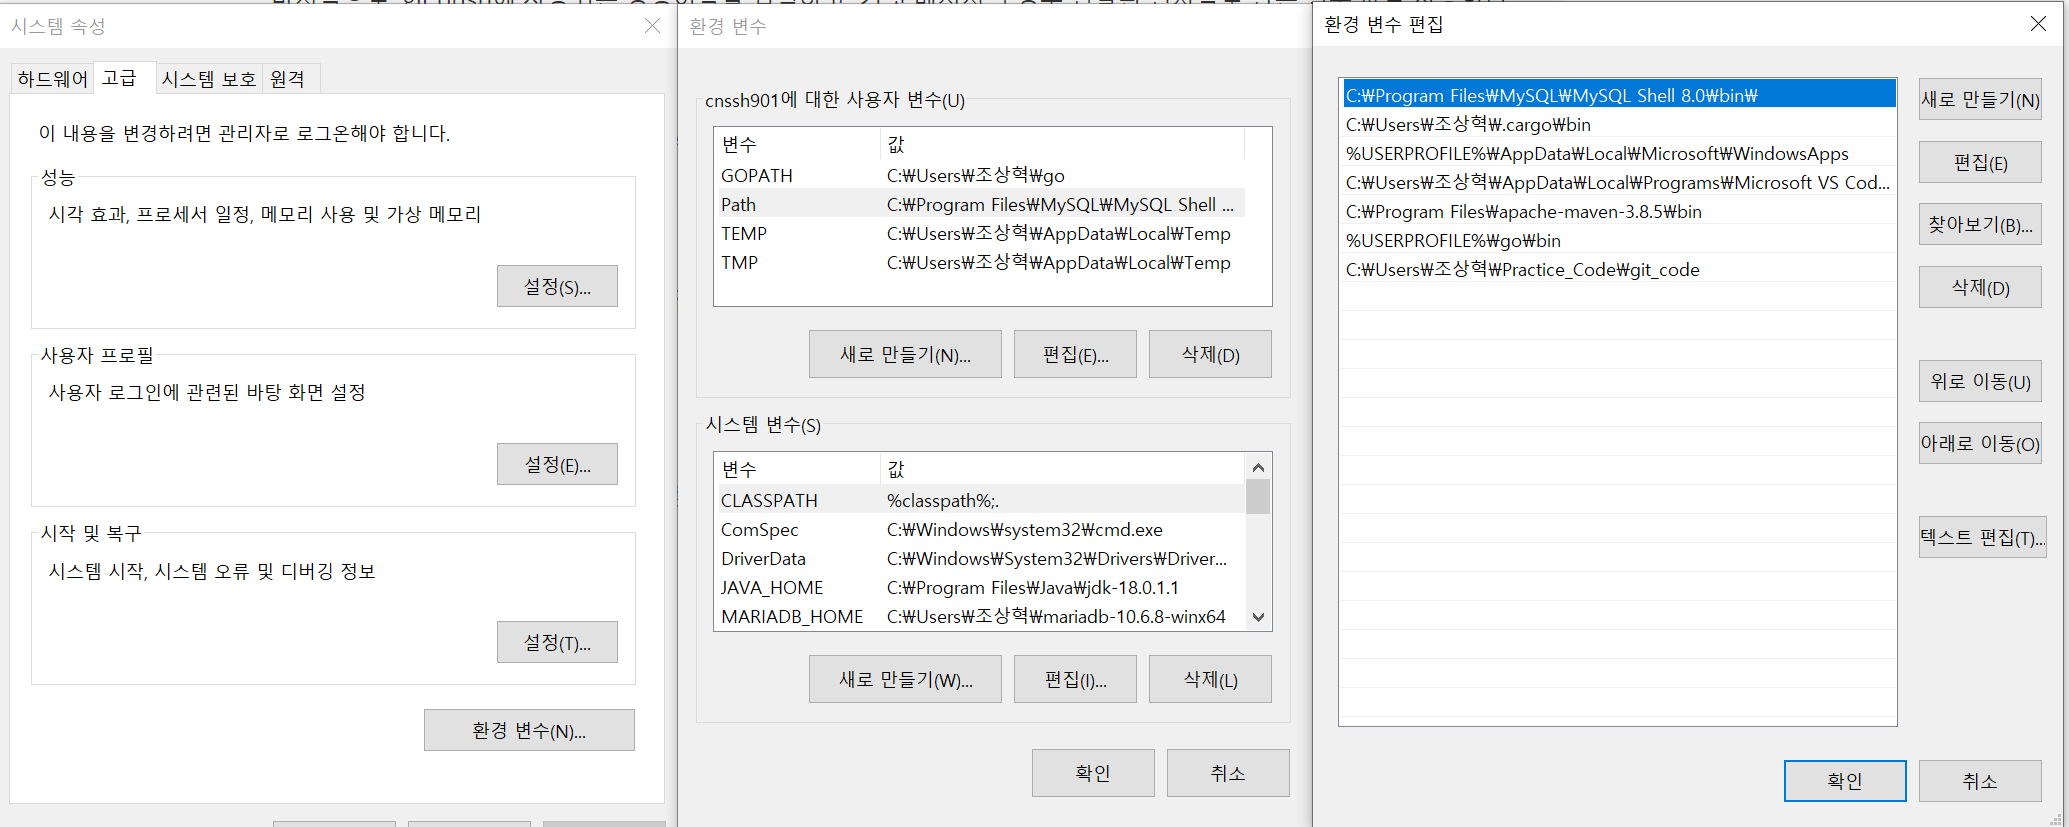 시스템 속성
하드웨어 고급 시스템 보호 원격
이 내용을 변경하려면 관리자로 로그온해야 합니다.
성능
시각 효과, 프로세서 일정, 메모리 사용 및 가상 메모리
설정(S)...
사용자 프로필
사용자 로그인에 관련된 바탕 화면 설정
설정(E)...
시작 및 복구
시스템 시작, 시스템 오류 및 디버깅 정보
설정(T)...
환경 변수(N)...
환경 변수
cnssh901에 대한 사용자 변수(U)
변수 값
GOPATH C:₩Users₩조상혁₩go
Path C:₩Program Files₩MySQL₩MySQL Shell ...
TEMP C:₩Users₩조상혁₩AppData₩Local₩Temp
TMP C:₩Users₩조상혁₩AppData₩Local₩Temp
새로 만들기(N)... 편집(E)... 삭제(D)
시스템 변수(S)
변수 값
CLASSPATH %classpath%;.
ComSpec C:₩Windows₩system32₩cmd.exe
DriverData C:₩Windows₩System32₩Drivers₩Driver...
JAVA_HOME C:₩Program Files₩Java₩jdk-18.0.1.1
MARIADB_HOME C:₩Users₩조상혁₩mariadb-10.6.8-winx64
새로 만들기(W)... 편집(I)... 삭제(L)
확인 취소
환경 변수 편집
C:₩Program Files₩MySQL₩MySQL Shell 8.0₩bin₩
C:₩Users₩조상혁₩.cargo₩bin
%USERPROFILE%₩AppData₩Local₩Microsoft₩WindowsApps
C:₩Users₩조상혁₩AppData₩Local₩Programs₩Microsoft VS Cod...
C:₩Program Files₩apache-maven-3.8.5₩bin
%USERPROFILE%₩go₩bin
C:₩Users₩조상혁₩Practice_Code₩git_code
새로 만들기(N)
편집(E)
찾아보기(B)...
삭제(D)
위로 이동(U)
아래로 이동(O)
텍스트 편집(T)...
확인 취소